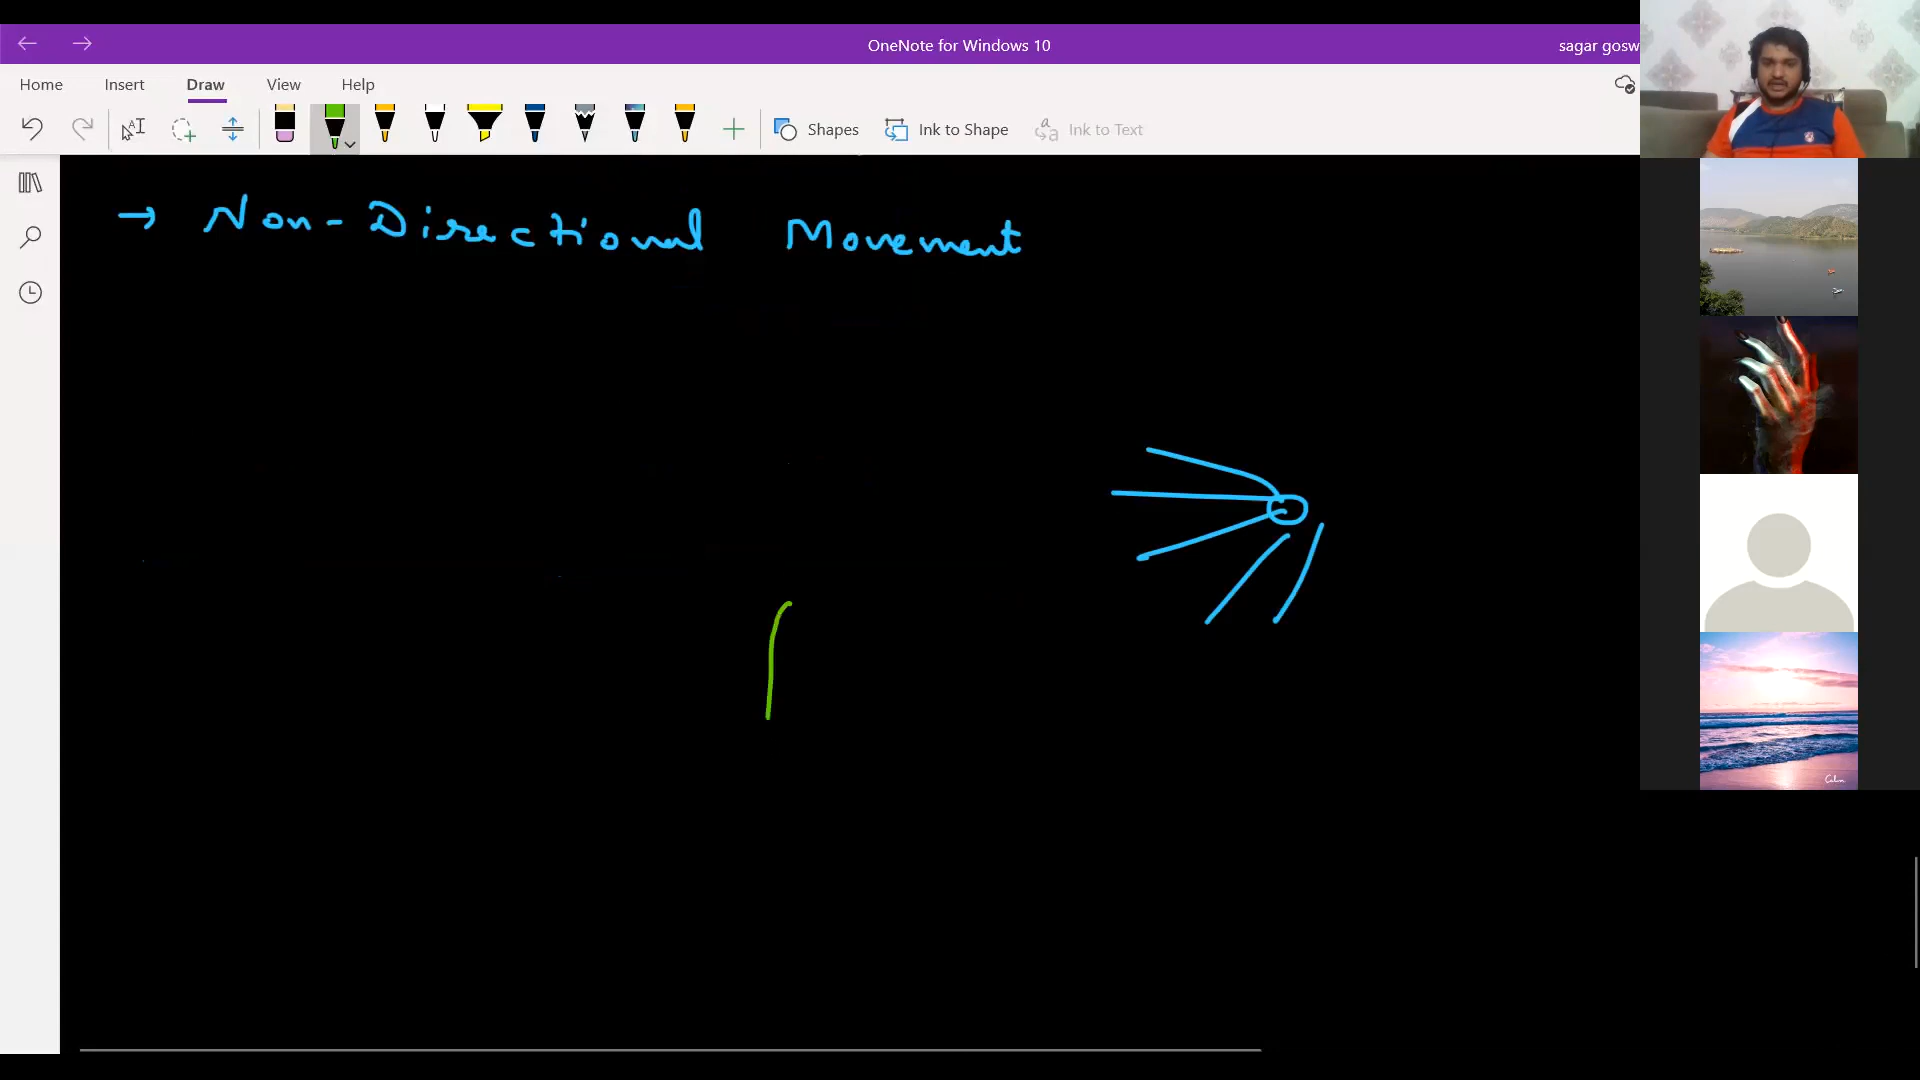 OneNote for Windows 10
sagar gosw
Home Insert Draw View Help
Shapes Ink to Shape Ink to Text
→ Non-Directional Movement
Calm